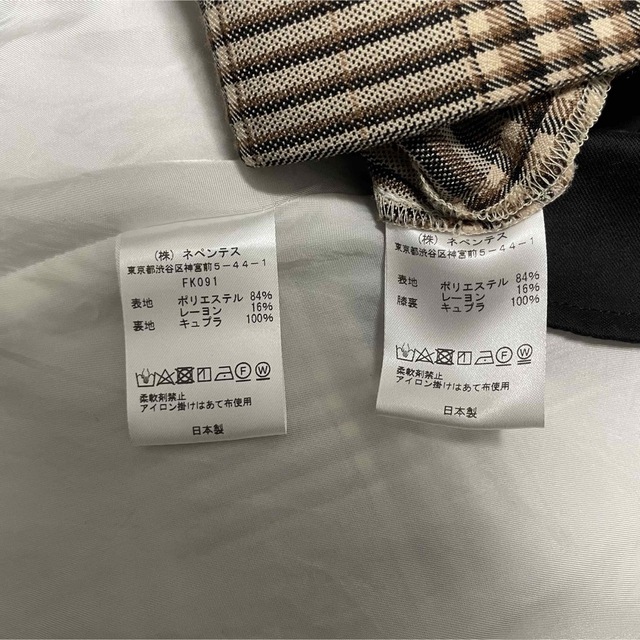 (株) ネペンテス
東京都渋谷区神宮前5-44-1
FK091
表地 ポリエステル 84%
レーヨン 16%
裏地 キュプラ 100%
柔軟剤禁止
アイロン掛けはあて布使用
日本製
(株) ネペンテス
東京都渋谷区神宮前5-44-1
表地 ポリエステル 84%
レーヨン 16%
膝裏 キュプラ 100%
柔軟剤禁止
アイロン掛けはあて布使用
日本製